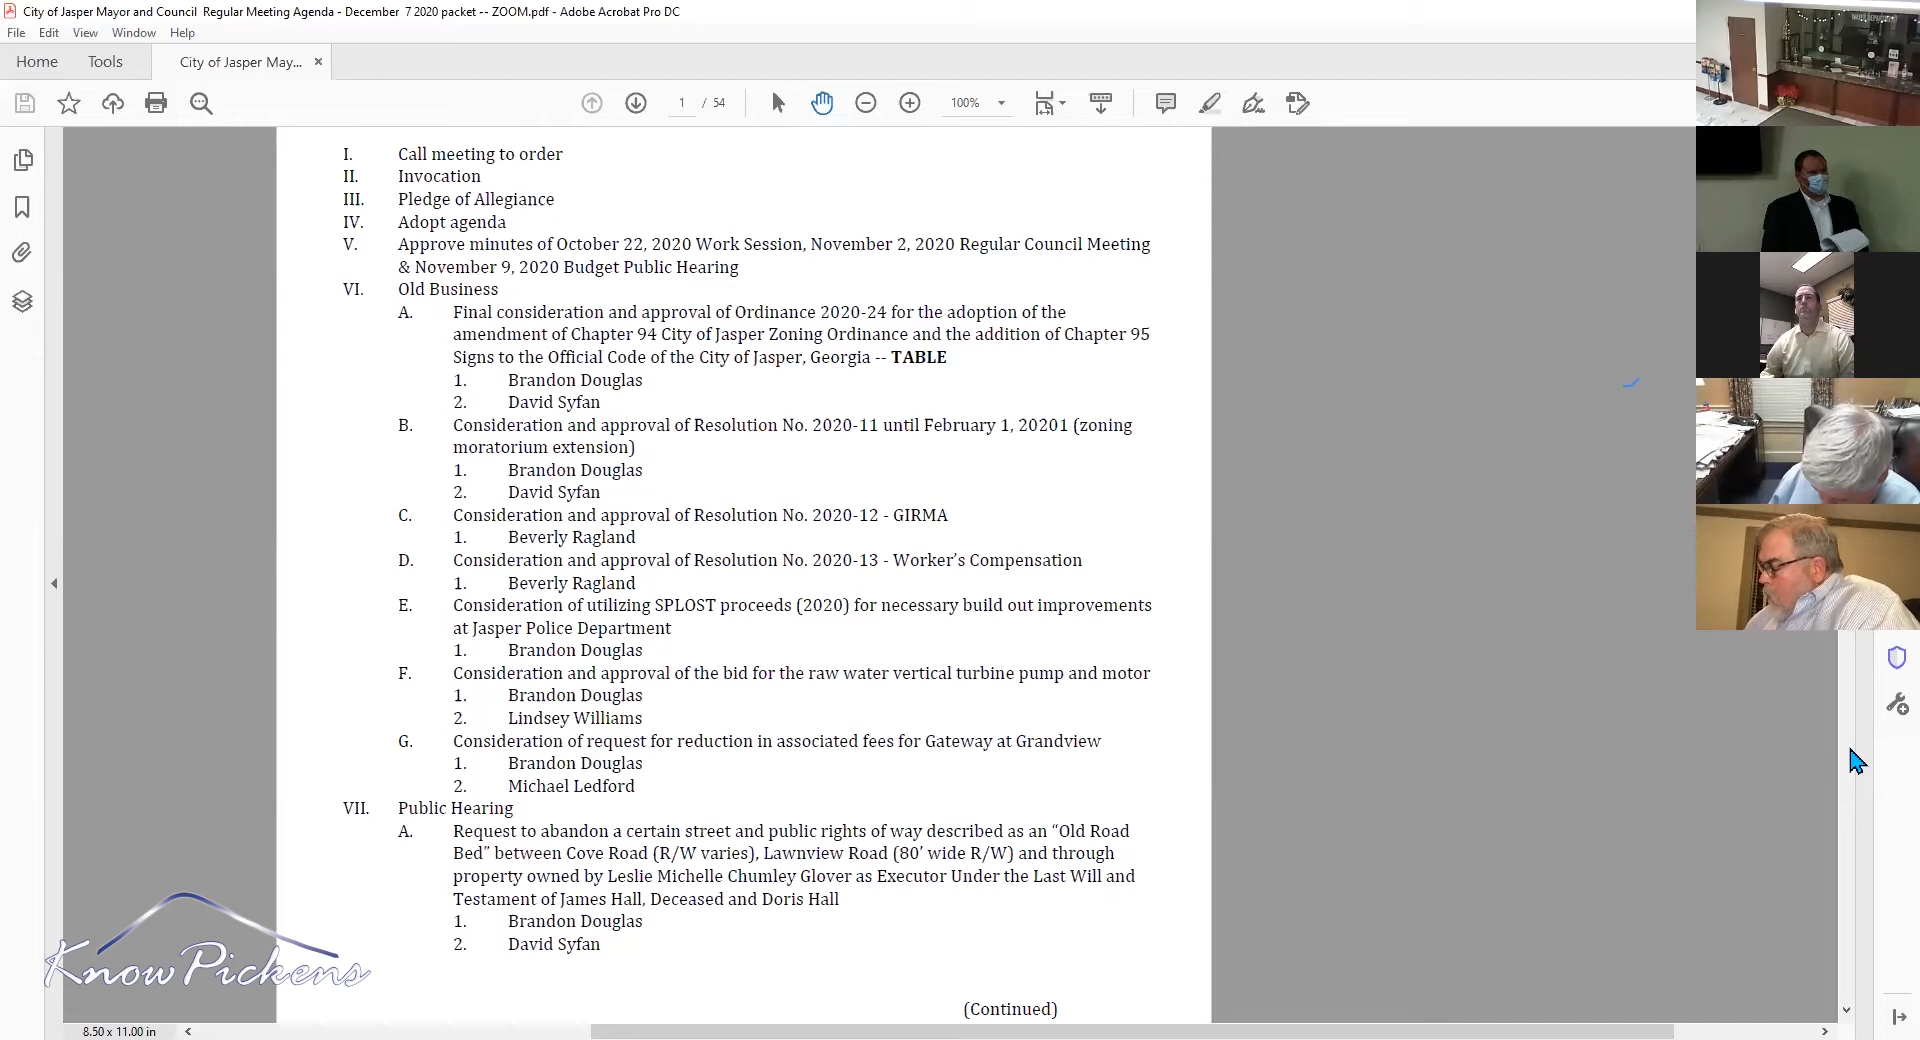 City of Jasper Mayor and Council Regular Meeting Agenda - December 7 2020 packet -- ZOOM.pdf - Adobe Acrobat Pro DC
File Edit View Window Help
Home Tools City of Jasper May... ×
1 / 54 100%
I. Call meeting to order
II. Invocation
III. Pledge of Allegiance
IV. Adopt agenda
V. Approve minutes of October 22, 2020 Work Session, November 2, 2020 Regular Council Meeting
& November 9, 2020 Budget Public Hearing
VI. Old Business
A. Final consideration and approval of Ordinance 2020-24 for the adoption of the
amendment of Chapter 94 City of Jasper Zoning Ordinance and the addition of Chapter 95
Signs to the Official Code of the City of Jasper, Georgia -- TABLE
1. Brandon Douglas
2. David Syfan
B. Consideration and approval of Resolution No. 2020-11 until February 1, 20201 (zoning
moratorium extension)
1. Brandon Douglas
2. David Syfan
C. Consideration and approval of Resolution No. 2020-12 - GIRMA
1. Beverly Ragland
D. Consideration and approval of Resolution No. 2020-13 - Worker’s Compensation
1. Beverly Ragland
E. Consideration of utilizing SPLOST proceeds (2020) for necessary build out improvements
at Jasper Police Department
1. Brandon Douglas
F. Consideration and approval of the bid for the raw water vertical turbine pump and motor
1. Brandon Douglas
2. Lindsey Williams
G. Consideration of request for reduction in associated fees for Gateway at Grandview
1. Brandon Douglas
2. Michael Ledford
VII. Public Hearing
A. Request to abandon a certain street and public rights of way described as an “Old Road
Bed” between Cove Road (R/W varies), Lawnview Road (80’ wide R/W) and through
property owned by Leslie Michelle Chumley Glover as Executor Under the Last Will and
Testament of James Hall, Deceased and Doris Hall
1. Brandon Douglas
2. David Syfan
KnowPickens
(Continued)
8.50 x 11.00 in